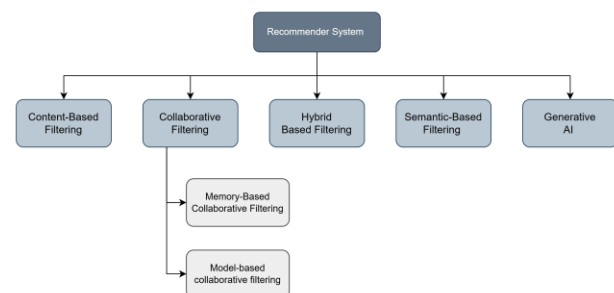 Recommender System
Content-Based
Filtering
Collaborative
Filtering
Hybrid
Based Filtering
Semantic-Based
Filtering
Generative
AI
Memory-Based
Collaborative Filtering
Model-based
collaborative filtering